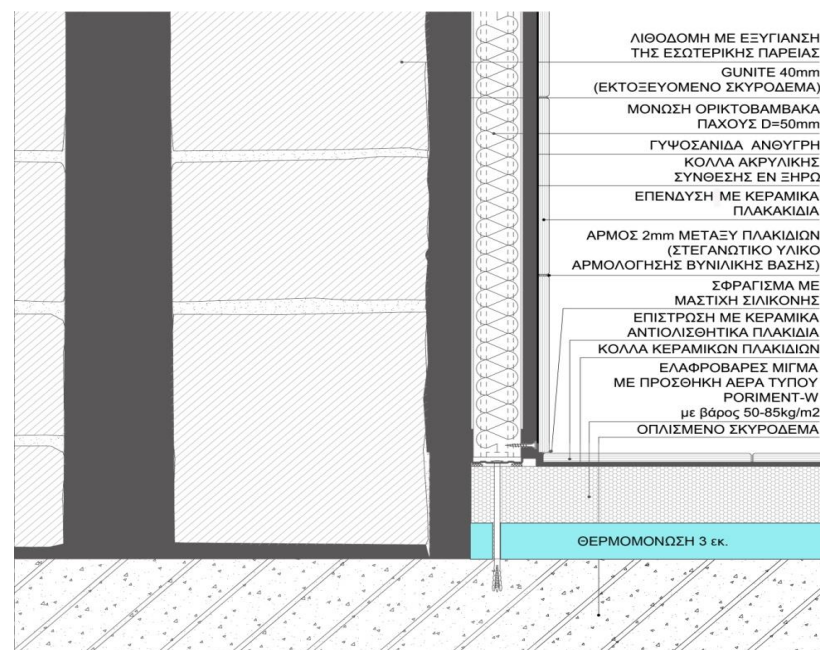 ΛΙΘΟΔΟΜΗ ΜΕ ΕΞΥΓΙΑΝΣΗ
ΤΗΣ ΕΣΩΤΕΡΙΚΗΣ ΠΑΡΕΙΑΣ
GUNITE 40mm
(ΕΚΤΟΞΕΥΟΜΕΝΟ ΣΚΥΡΟΔΕΜΑ)
ΜΟΝΩΣΗ ΟΡΙΚΤΟΒΑΜΒΑΚΑ
ΠΑΧΟΥΣ D=50mm
ΓΥΨΟΣΑΝΙΔΑ ΑΝΘΥΓΡΗ
ΚΟΛΛΑ ΑΚΡΥΛΙΚΗΣ
ΣΥΝΘΕΣΗΣ ΕΝ ΞΗΡΩ
ΕΠΕΝΔΥΣΗ ΜΕ ΚΕΡΑΜΙΚΑ
ΠΛΑΚΑΚΙΔΙΑ
ΑΡΜΟΣ 2mm ΜΕΤΑΞΥ ΠΛΑΚΙΔΙΩΝ
(ΣΤΕΓΑΝΩΤΙΚΟ ΥΛΙΚΟ
ΑΡΜΟΛΟΓΗΣΗΣ ΒΥΝΙΛΙΚΗΣ ΒΑΣΗΣ)
ΣΦΡΑΓΙΣΜΑ ΜΕ
ΜΑΣΤΙΧΗ ΣΙΛΙΚΟΝΗΣ
ΕΠΙΣΤΡΩΣΗ ΜΕ ΚΕΡΑΜΙΚΑ
ΑΝΤΙΟΛΙΣΘΗΤΙΚΑ ΠΛΑΚΙΔΙΑ
ΚΟΛΛΑ ΚΕΡΑΜΙΚΩΝ ΠΛΑΚΙΔΙΩΝ
ΕΛΑΦΡΟΒΑΡΕΣ ΜΙΓΜΑ
ΜΕ ΠΡΟΣΘΗΚΗ ΑΕΡΑ ΤΥΠΟΥ
PORIMENT-W
με βάρος 50-85kg/m2
ΟΠΛΙΣΜΕΝΟ ΣΚΥΡΟΔΕΜΑ
ΘΕΡΜΟΜΟΝΩΣΗ 3 εκ.